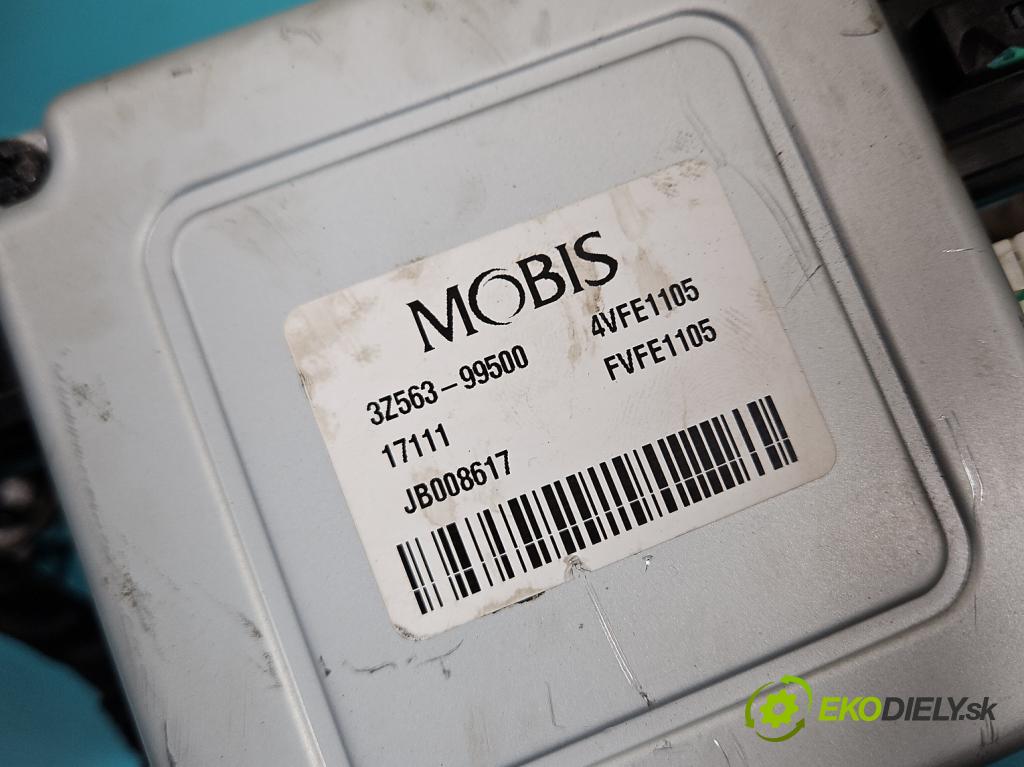 MOBIS
3Z563-99500 4VFE1105
17111 FVFE1105
JB008617
EKODIELY.sk